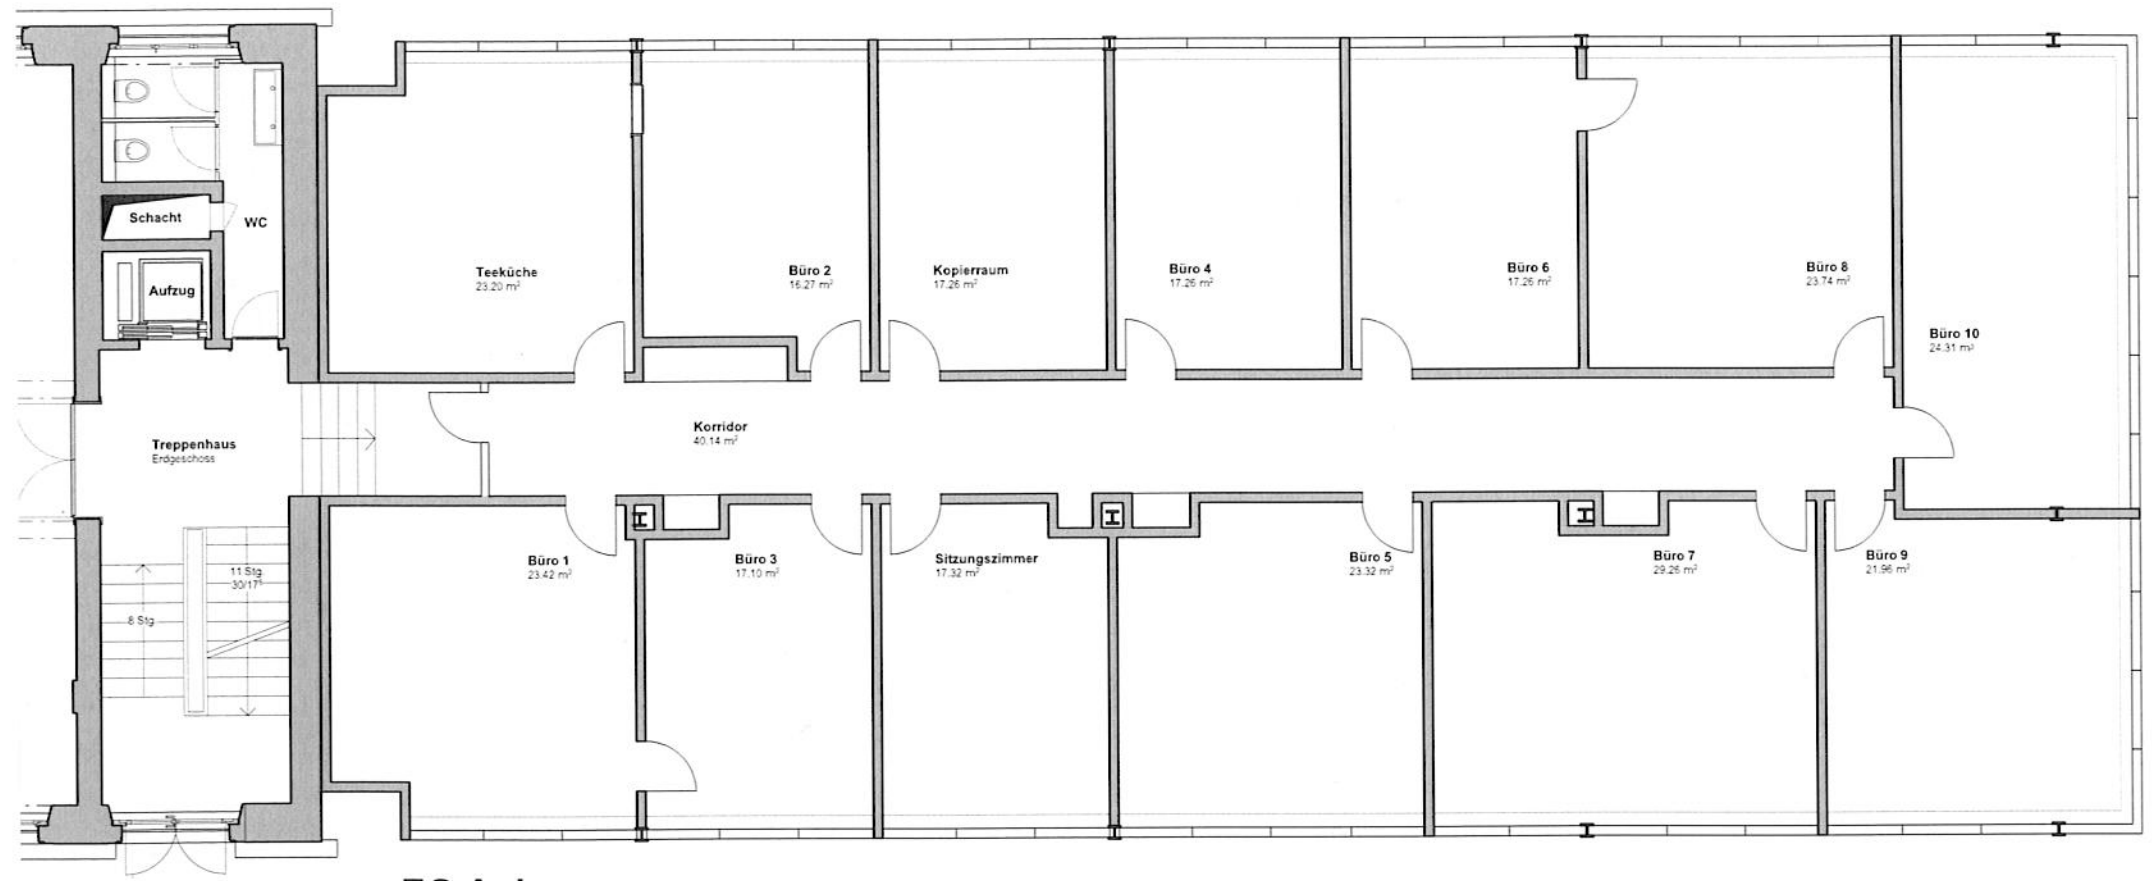 Schacht
WC
Aufzug
Teeküche
23.20 m²
Büro 2
16.27 m²
Kopierraum
17.26 m²
Büro 4
17.26 m²
Büro 6
17.26 m²
Büro 8
23.74 m²
Büro 10
24.31 m²
Treppenhaus
Erdgeschoss
Korridor
40.14 m²
Büro 1
23.42 m²
Büro 3
17.10 m²
Sitzungszimmer
17.32 m²
Büro 5
23.32 m²
Büro 7
29.26 m²
Büro 9
21.96 m²
11 Stg
30/17⁵
8 Stg